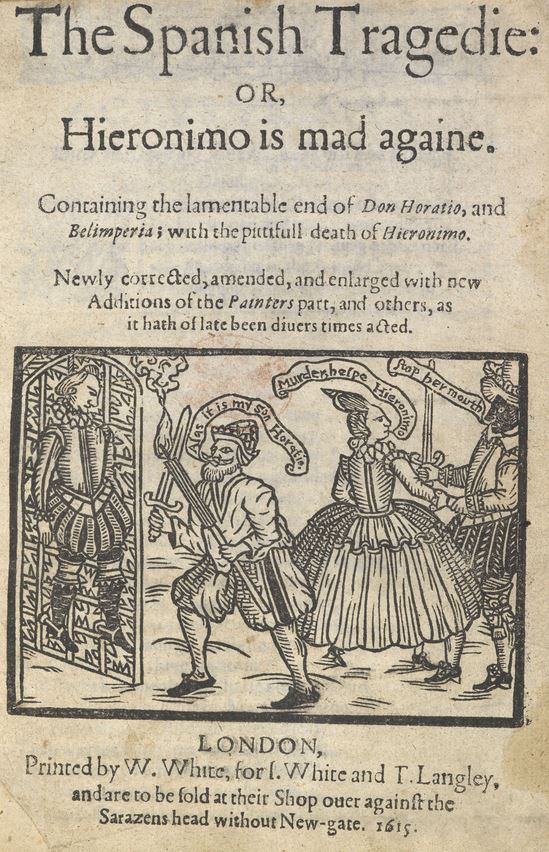 The Spanish Tragedie:
OR,
Hieronimo is mad againe.
Containing the lamentable end of Don Horatio, and
Belimperia; with the pittifull death of Hieronimo.
Newly corrected, amended, and enlarged with new
Additions of the Painters part, and others, as
it hath of late been diuers times acted.
Alas it is my son Horatio
Murder, helpe Hieronimo
Stop her mouth
LONDON,
Printed by W. White, for I. White and T. Langley,
and are to be ſold at their Shop ouer againſt the
Sarazens head without New-gate. 1615.